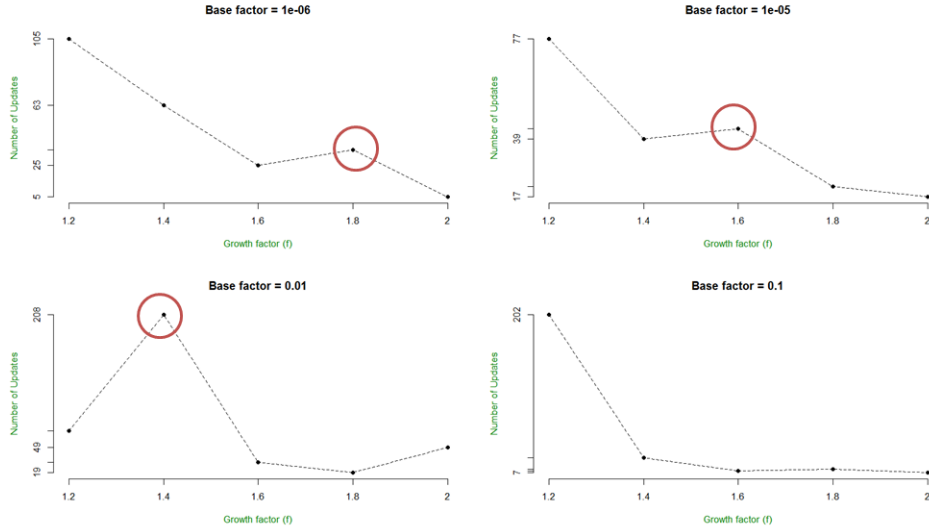 Base factor = 1e-06
105
63
25
5
Number of Updates
1.2 1.4 1.6 1.8 2
Growth factor (f)
Base factor = 1e-05
77
39
17
Number of Updates
1.2 1.4 1.6 1.8 2
Growth factor (f)
Base factor = 0.01
208
49
19
Number of Updates
1.2 1.4 1.6 1.8 2
Growth factor (f)
Base factor = 0.1
202
7
Number of Updates
1.2 1.4 1.6 1.8 2
Growth factor (f)